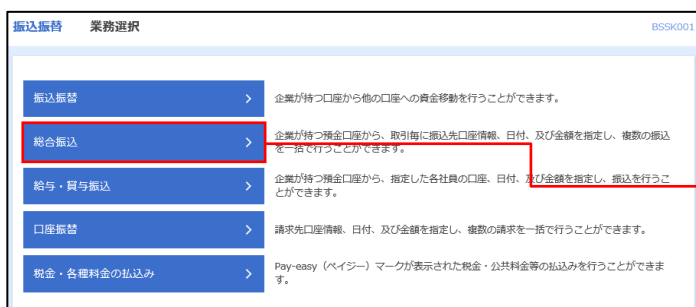 振込振替 業務選択 BSSK001
振込振替 企業が持つ口座から他の口座への資金移動を行うことができます。
総合振込 企業が持つ預金口座から、取引毎に振込先口座情報、日付、及び金額を指定し、複数の振込
を一括で行うことができます。
給与・賞与振込 企業が持つ預金口座から、指定した各社員の口座、日付、及び金額を指定し、振込を行うこ
とができます。
口座振替 請求先口座情報、日付、及び金額を指定し、複数の請求を一括で行うことができます。
税金・各種料金の払込み Pay-easy（ペイジー）マークが表示された税金・公共料金等の払込みを行うことができま
す。